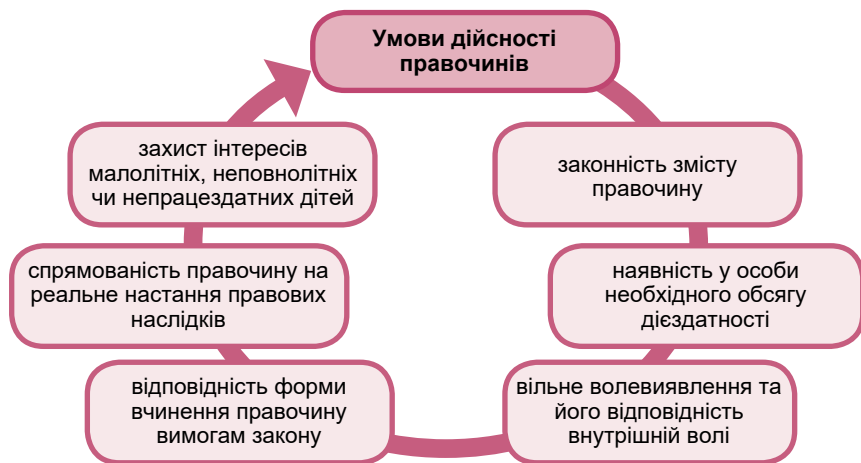 Умови дійсності
правочинів
законність змісту
правочину
наявність у особи
необхідного обсягу
дієздатності
вільне волевиявлення та
його відповідність
внутрішній волі
відповідність форми
вчинення правочину
вимогам закону
спрямованість правочину на
реальне настання правових
наслідків
захист інтересів
малолітніх, неповнолітніх
чи непрацездатних дітей